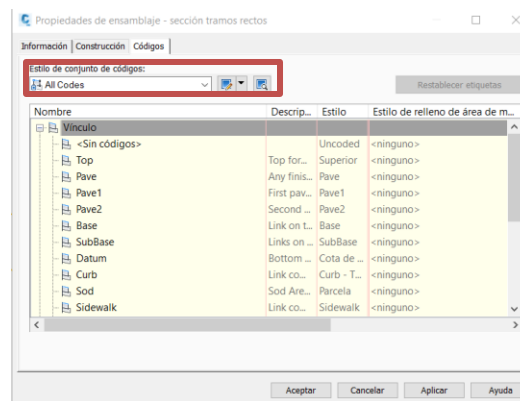 Propiedades de ensamblaje - sección tramos rectos
Información Construcción Códigos
Estilo de conjunto de códigos:
All Codes
Restablecer etiquetas
Nombre Descrip... Estilo Estilo de relleno de área de m...
Vínculo
<Sin códigos> Uncoded <ninguno>
Top Top for... Superior <ninguno>
Pave Any finis... Pave <ninguno>
Pave1 First pav... Pave1 <ninguno>
Pave2 Second ... Pave2 <ninguno>
Base Link on t... Base <ninguno>
SubBase Links on ... SubBase <ninguno>
Datum Bottom ... Cota de ... <ninguno>
Curb Link co... Curb - T... <ninguno>
Sod Sod Are... Parcela <ninguno>
Sidewalk Link co... Sidewalk <ninguno>
Aceptar Cancelar Aplicar Ayuda